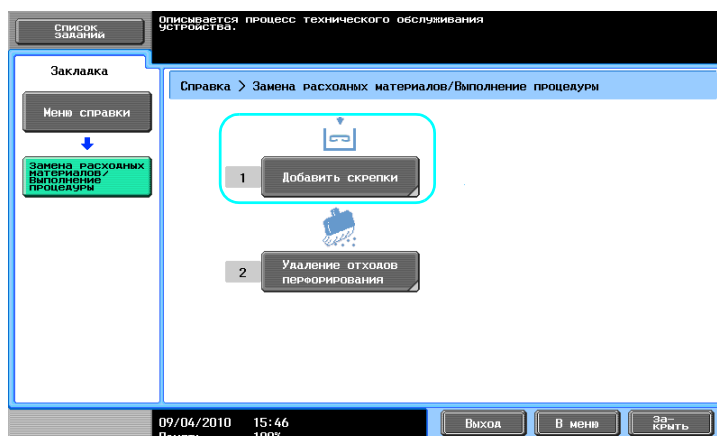 Список
заданий
Описывается процесс технического обслуживания
устройства.
Закладка
Меню справки
Замена расходных
материалов/
Выполнение
процедуры
Справка > Замена расходных материалов/Выполнение процедуры
1
Добавить скрепки
2
Удаление отходов
перфорирования
09/04/2010 15:46
100%
Выход
В меню
За-
крыть